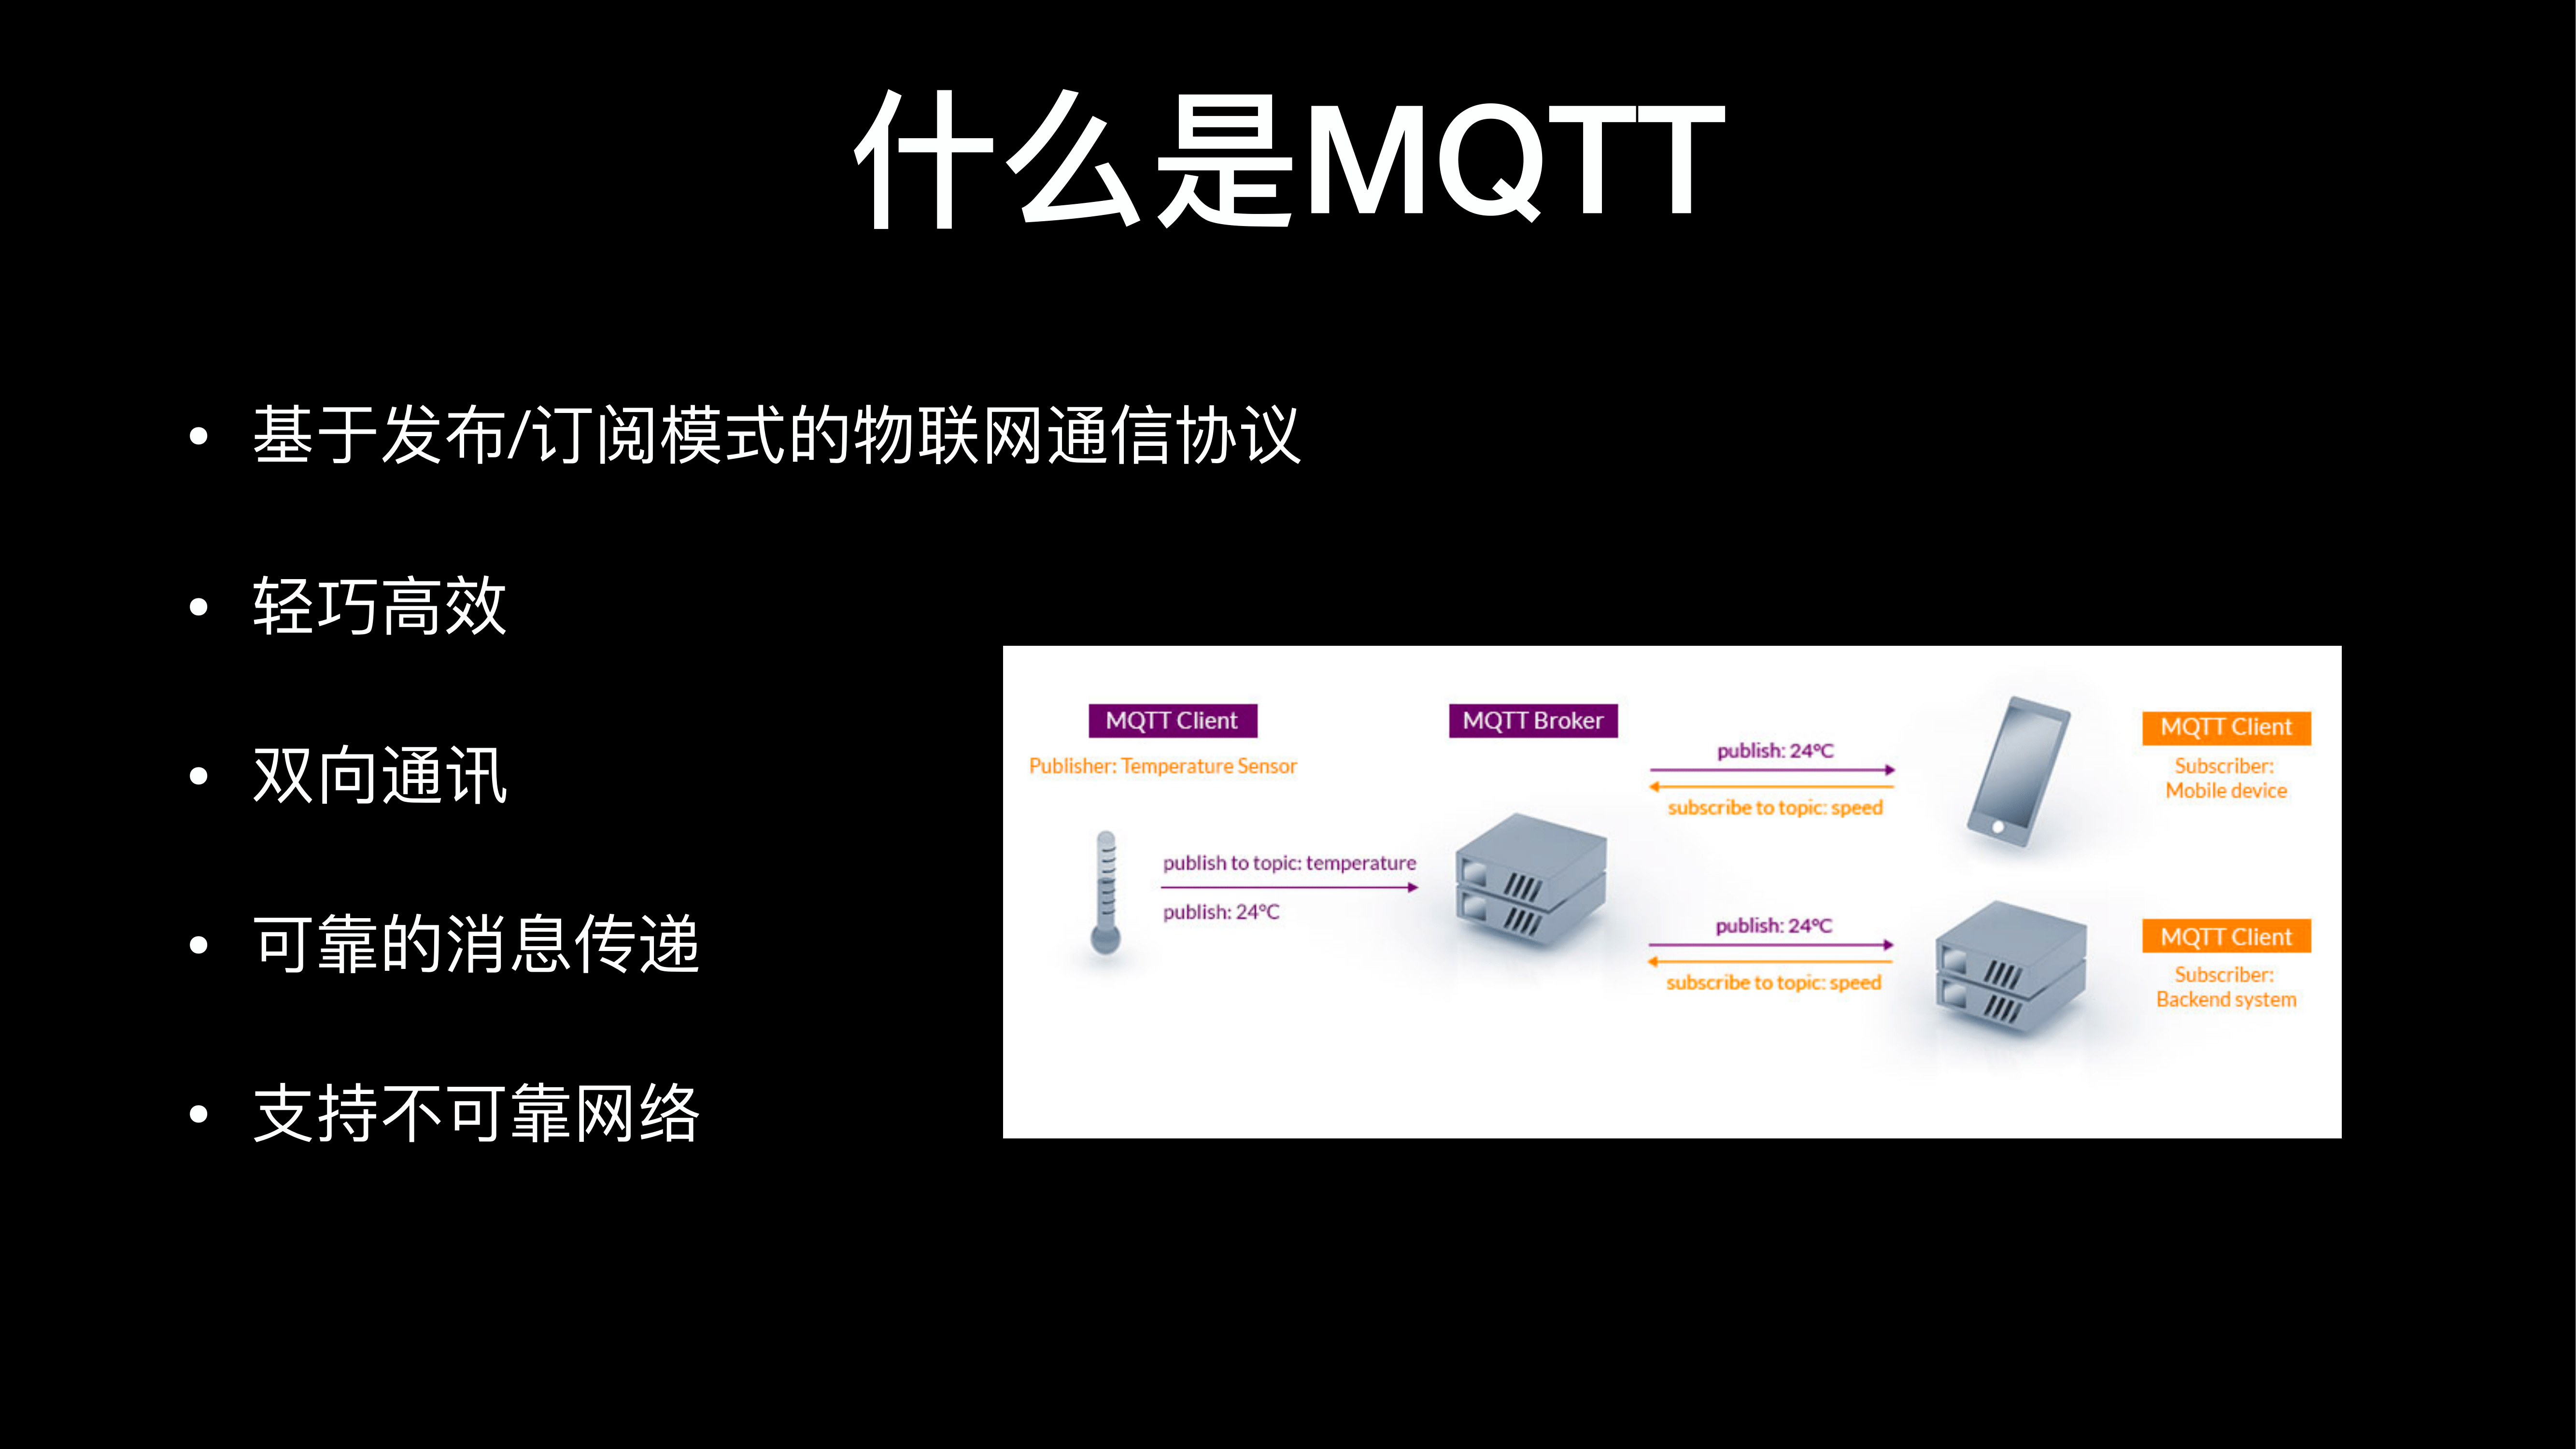 什么是MQTT
• 基于发布/订阅模式的物联网通信协议
• 轻巧高效
• 双向通讯
• 可靠的消息传递
• 支持不可靠网络
MQTT Client
Publisher: Temperature Sensor
publish to topic: temperature
publish: 24°C
MQTT Broker
publish: 24°C
subscribe to topic: speed
MQTT Client
Subscriber:
Mobile device
publish: 24°C
subscribe to topic: speed
MQTT Client
Subscriber:
Backend system